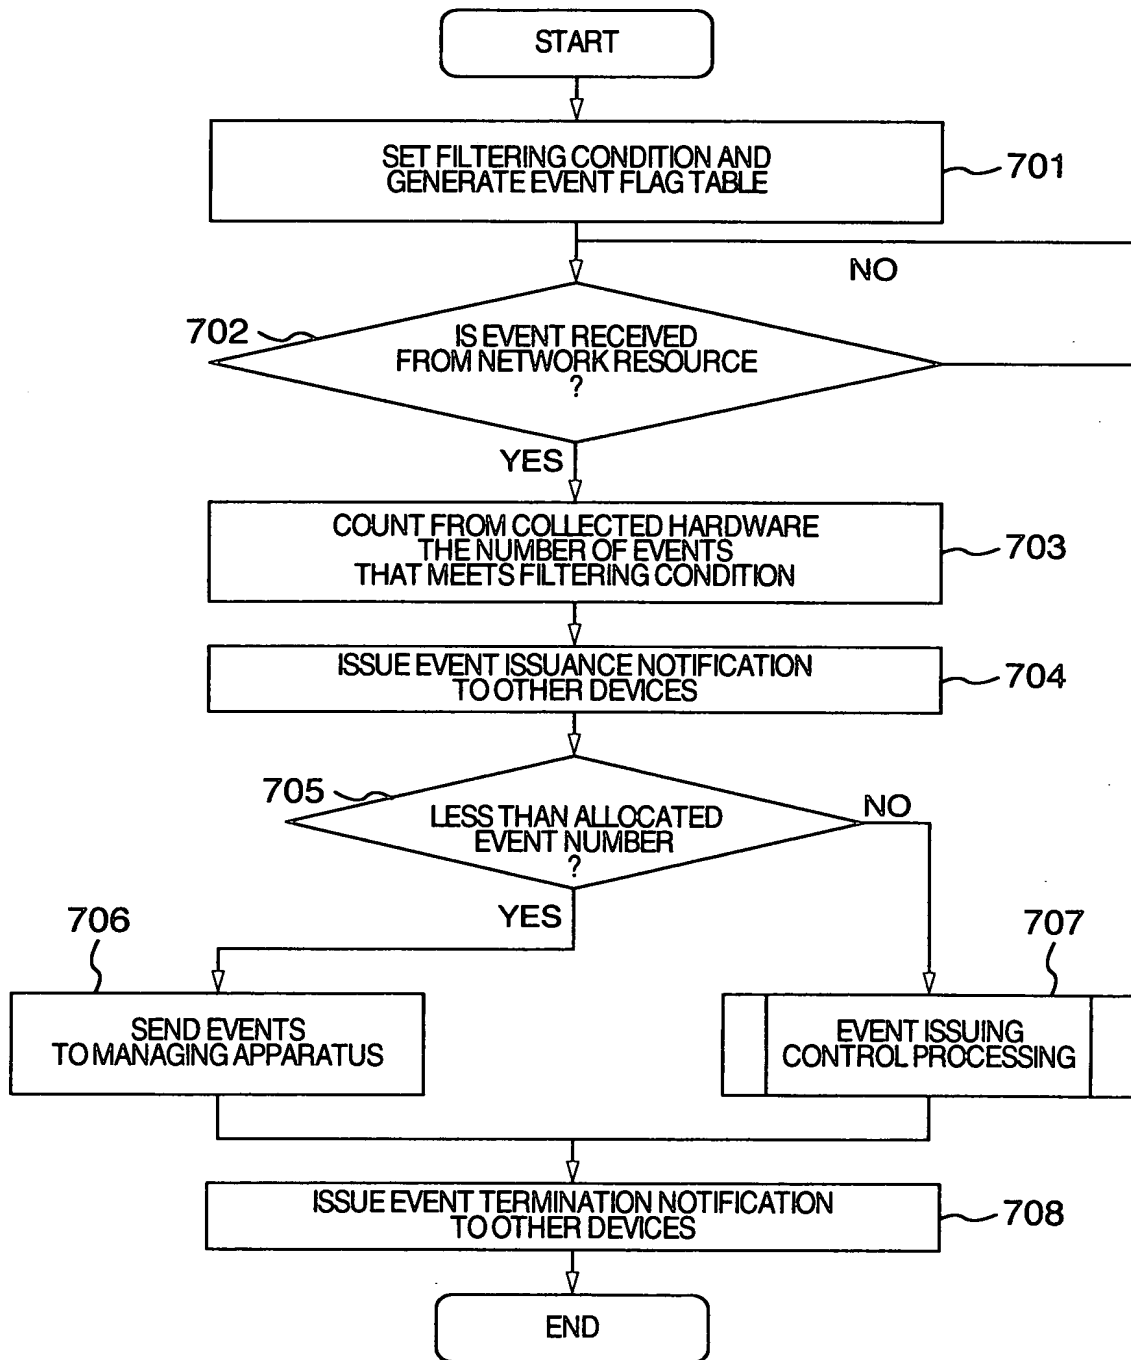 START
SET FILTERING CONDITION AND
GENERATE EVENT FLAG TABLE
701
NO
702
IS EVENT RECEIVED
FROM NETWORK RESOURCE
?
YES
COUNT FROM COLLECTED HARDWARE
THE NUMBER OF EVENTS
THAT MEETS FILTERING CONDITION
703
ISSUE EVENT ISSUANCE NOTIFICATION
TO OTHER DEVICES
704
705
LESS THAN ALLOCATED
EVENT NUMBER
?
NO
YES
706
707
SEND EVENTS
TO MANAGING APPARATUS
EVENT ISSUING
CONTROL PROCESSING
ISSUE EVENT TERMINATION NOTIFICATION
TO OTHER DEVICES
708
END